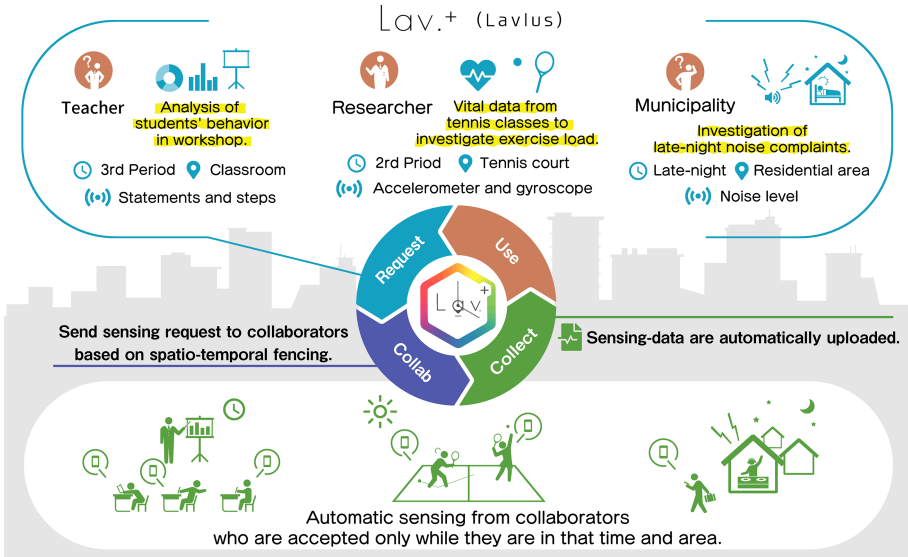 Lav.+ (Lavlus)
Teacher
Analysis of
students' behavior
in workshop.
3rd Period
Classroom
Statements and steps
Researcher
Vital data from
tennis classes to
investigate exercise load.
2rd Priod
Tennis court
Accelerometer and gyroscope
Municipality
Investigation of
late-night noise complaints.
Late-night
Residential area
Noise level
Request
Use
Collab
Collect
Lav.+
Send sensing request to collaborators
based on spatio-temporal fencing.
Sensing-data are automatically uploaded.
Automatic sensing from collaborators
who are accepted only while they are in that time and area.